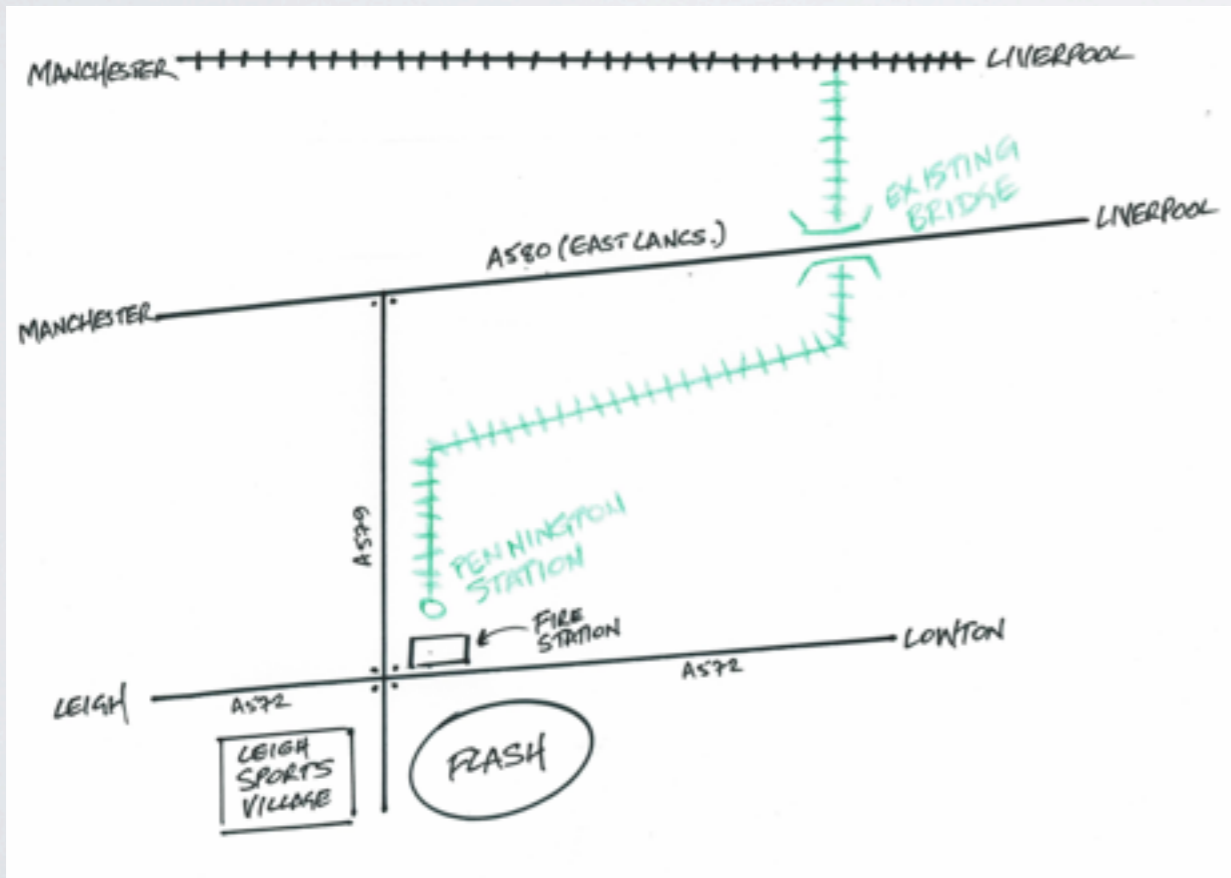 MANCHESTER
LIVERPOOL
EXISTING
BRIDGE
LIVERPOOL
A580 (EAST LANCS.)
MANCHESTER
A579
PENNINGTON
STATION
FIRE
STATION
LOWTON
A572
LEIGH
A572
LEIGH
SPORTS
VILLAGE
FLASH